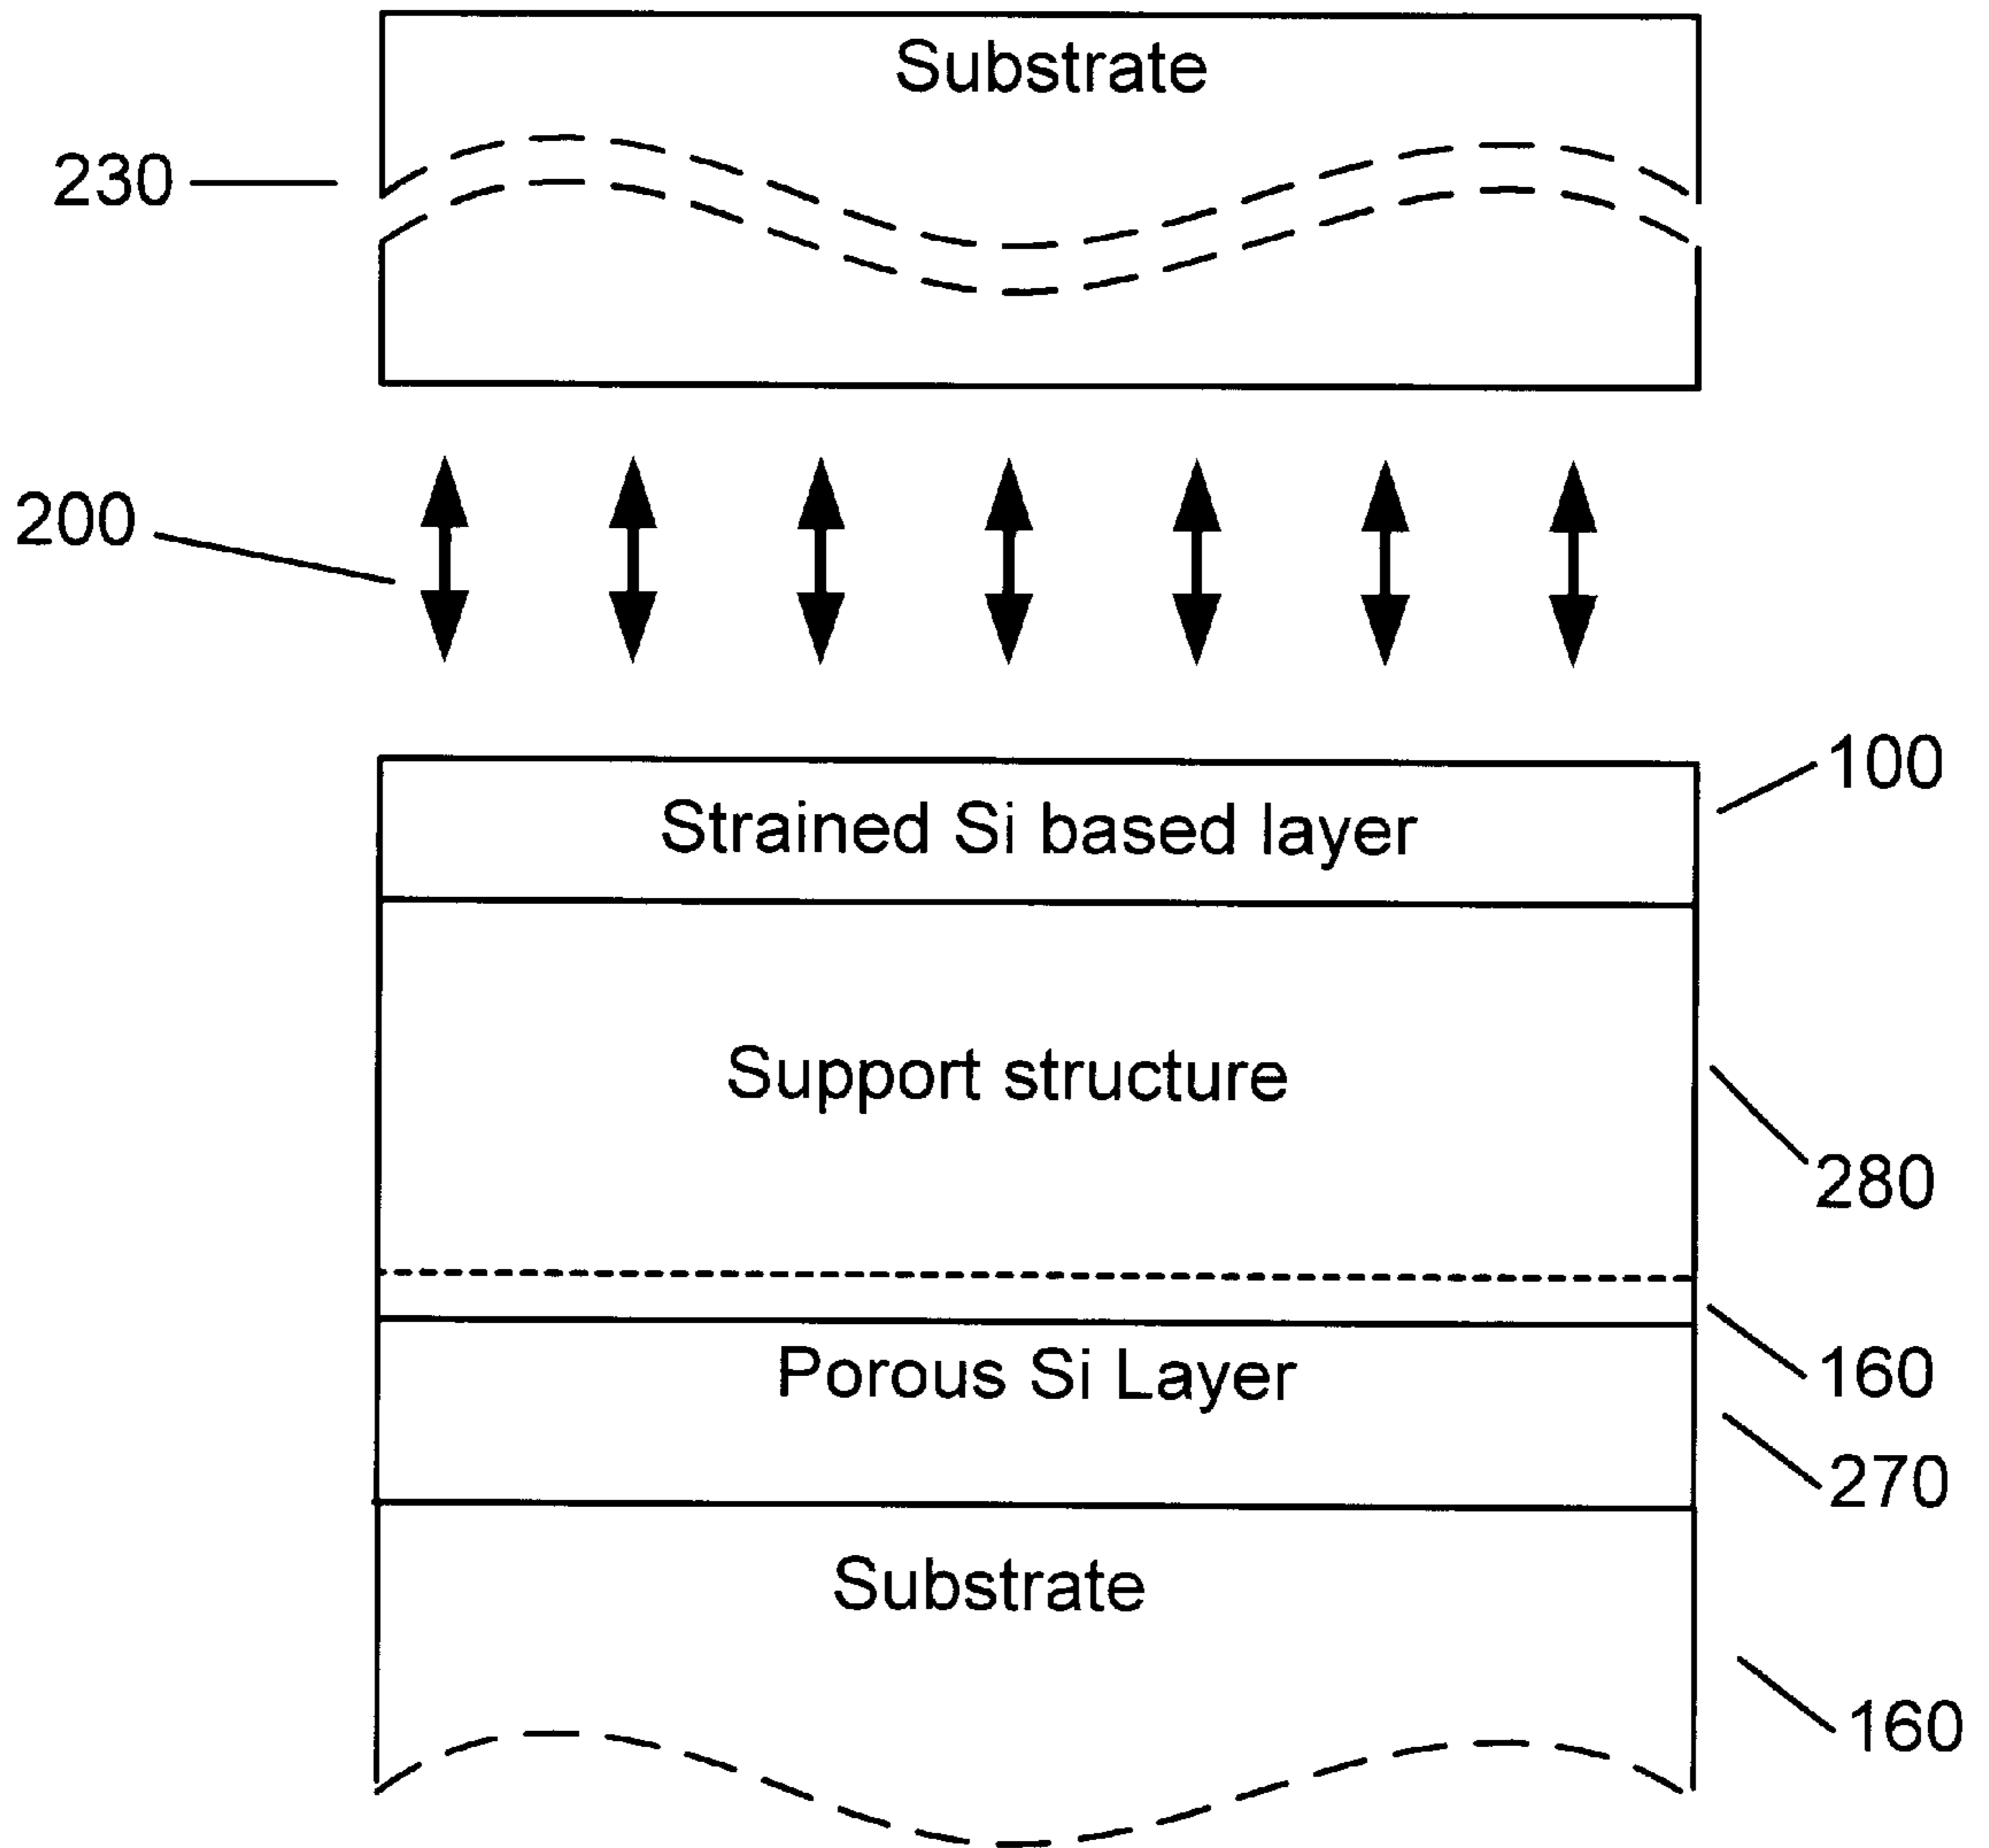 Substrate
230
200
100
Strained Si based layer
Support structure
280
160
Porous Si Layer
270
Substrate
160